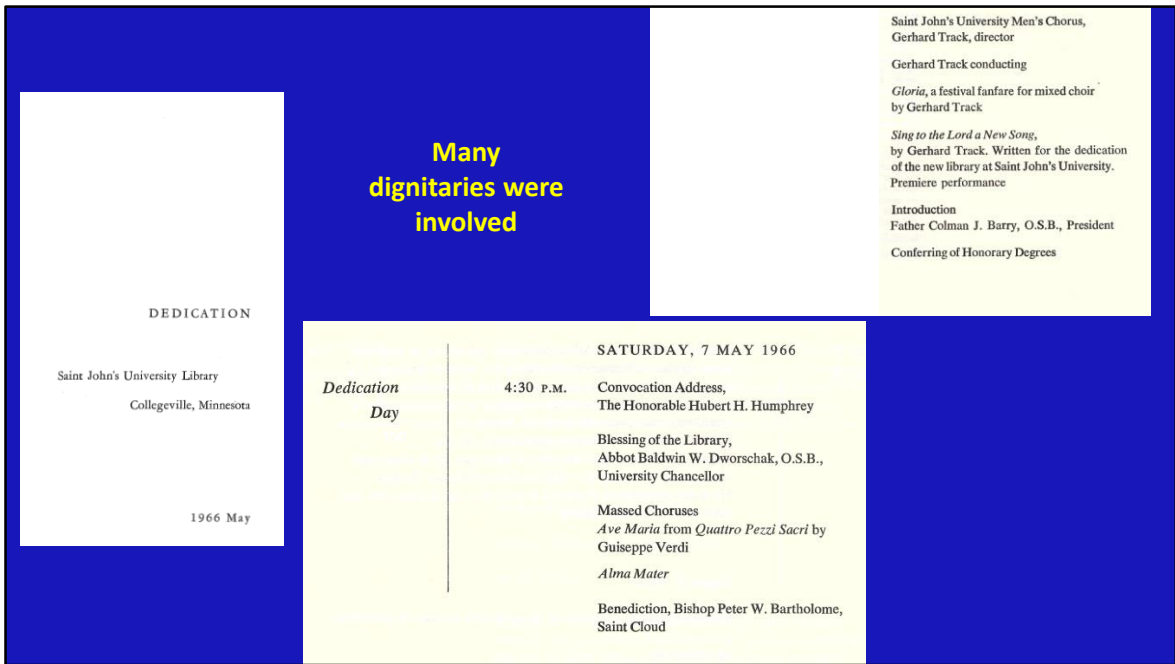 Many
dignitaries were
involved
DEDICATION
Saint John's University Library
Collegeville, Minnesota
1966 May
Saint John's University Men's Chorus,
Gerhard Track, director
Gerhard Track conducting
Gloria, a festival fanfare for mixed choir
by Gerhard Track
Sing to the Lord a New Song,
by Gerhard Track. Written for the dedication
of the new library at Saint John's University.
Premiere performance
Introduction
Father Colman J. Barry, O.S.B., President
Conferring of Honorary Degrees
SATURDAY, 7 MAY 1966
Dedication
Day
4:30 P.M.
Convocation Address,
The Honorable Hubert H. Humphrey
Blessing of the Library,
Abbot Baldwin W. Dworschak, O.S.B.,
University Chancellor
Massed Choruses
Ave Maria from Quattro Pezzi Sacri by
Guiseppe Verdi
Alma Mater
Benediction, Bishop Peter W. Bartholome,
Saint Cloud